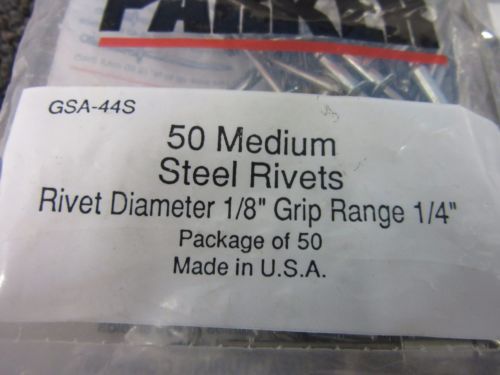 PARKER
GSA-44S
50 Medium
Steel Rivets
Rivet Diameter 1/8" Grip Range 1/4"
Package of 50
Made in U.S.A.